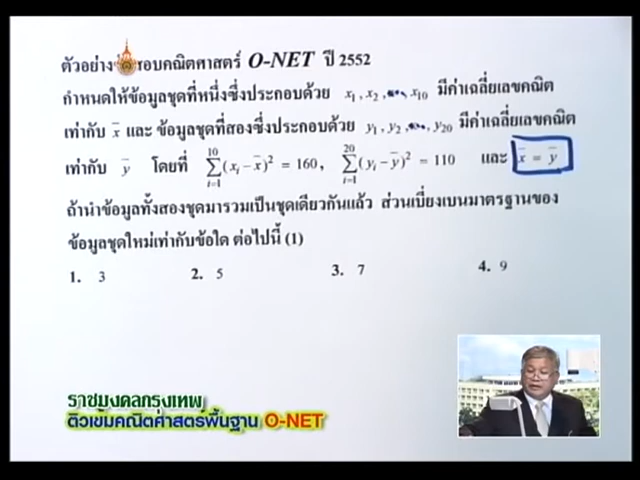 ตัวอย่าง ข้อสอบคณิตศาสตร์ O-NET ปี 2552
กำหนดให้ข้อมูลชุดที่หนึ่งซึ่งประกอบด้วย x₁, x₂, ..., x₁₀ มีค่าเฉลี่ยเลขคณิต
เท่ากับ x̅ และ ข้อมูลชุดที่สองซึ่งประกอบด้วย y₁, y₂, ..., y₂₀ มีค่าเฉลี่ยเลขคณิต
เท่ากับ y̅ โดยที่ ∑_{i=1}^{10}(xᵢ − x̅)² = 160, ∑_{i=1}^{20}(yᵢ − y̅)² = 110 และ x̅ = y̅
ถ้านำข้อมูลทั้งสองชุดมารวมเป็นชุดเดียวกันแล้ว ส่วนเบี่ยงเบนมาตรฐานของ
ข้อมูลชุดใหม่เท่ากับข้อใด ต่อไปนี้ (1)
1. 3 2. 5 3. 7 4. 9
ราชมงคลกรุงเทพ
ติวเข้มคณิตศาสตร์พื้นฐาน O-NET